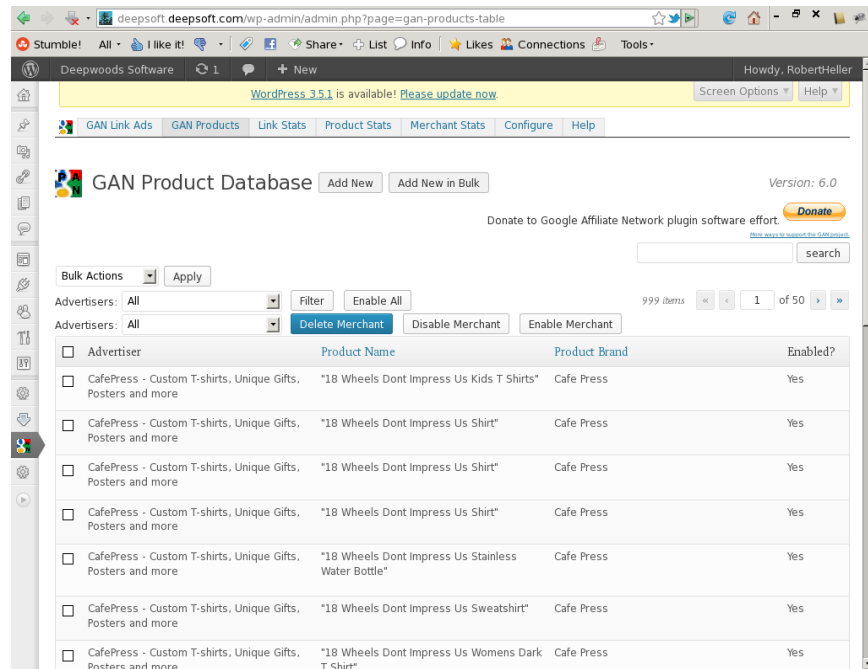 deepsoft.deepsoft.com/wp-admin/admin.php?page=gan-products-table
Stumble! All I like it! Share List Info Likes Connections Tools
Deepwoods Software 1 + New Howdy, RobertHeller
WordPress 3.5.1 is available! Please update now.
Screen Options Help
GAN Link Ads GAN Products Link Stats Product Stats Merchant Stats Configure Help
GAN Product Database Add New Add New in Bulk Version: 6.0
Donate to Google Affiliate Network plugin software effort. Donate
More ways to support the GAN project.
search
Bulk Actions Apply
Advertisers: All Filter Enable All 999 items « ‹ 1 of 50 › »
Advertisers: All Delete Merchant Disable Merchant Enable Merchant
Advertiser Product Name Product Brand Enabled?
CafePress - Custom T-shirts, Unique Gifts, "18 Wheels Dont Impress Us Kids T Shirts" Cafe Press Yes
Posters and more
CafePress - Custom T-shirts, Unique Gifts, "18 Wheels Dont Impress Us Shirt" Cafe Press Yes
Posters and more
CafePress - Custom T-shirts, Unique Gifts, "18 Wheels Dont Impress Us Shirt" Cafe Press Yes
Posters and more
CafePress - Custom T-shirts, Unique Gifts, "18 Wheels Dont Impress Us Shirt" Cafe Press Yes
Posters and more
CafePress - Custom T-shirts, Unique Gifts, "18 Wheels Dont Impress Us Stainless Cafe Press Yes
Posters and more Water Bottle"
CafePress - Custom T-shirts, Unique Gifts, "18 Wheels Dont Impress Us Sweatshirt" Cafe Press Yes
Posters and more
CafePress - Custom T-shirts, Unique Gifts, "18 Wheels Dont Impress Us Womens Dark Cafe Press Yes
Posters and more T Shirt"